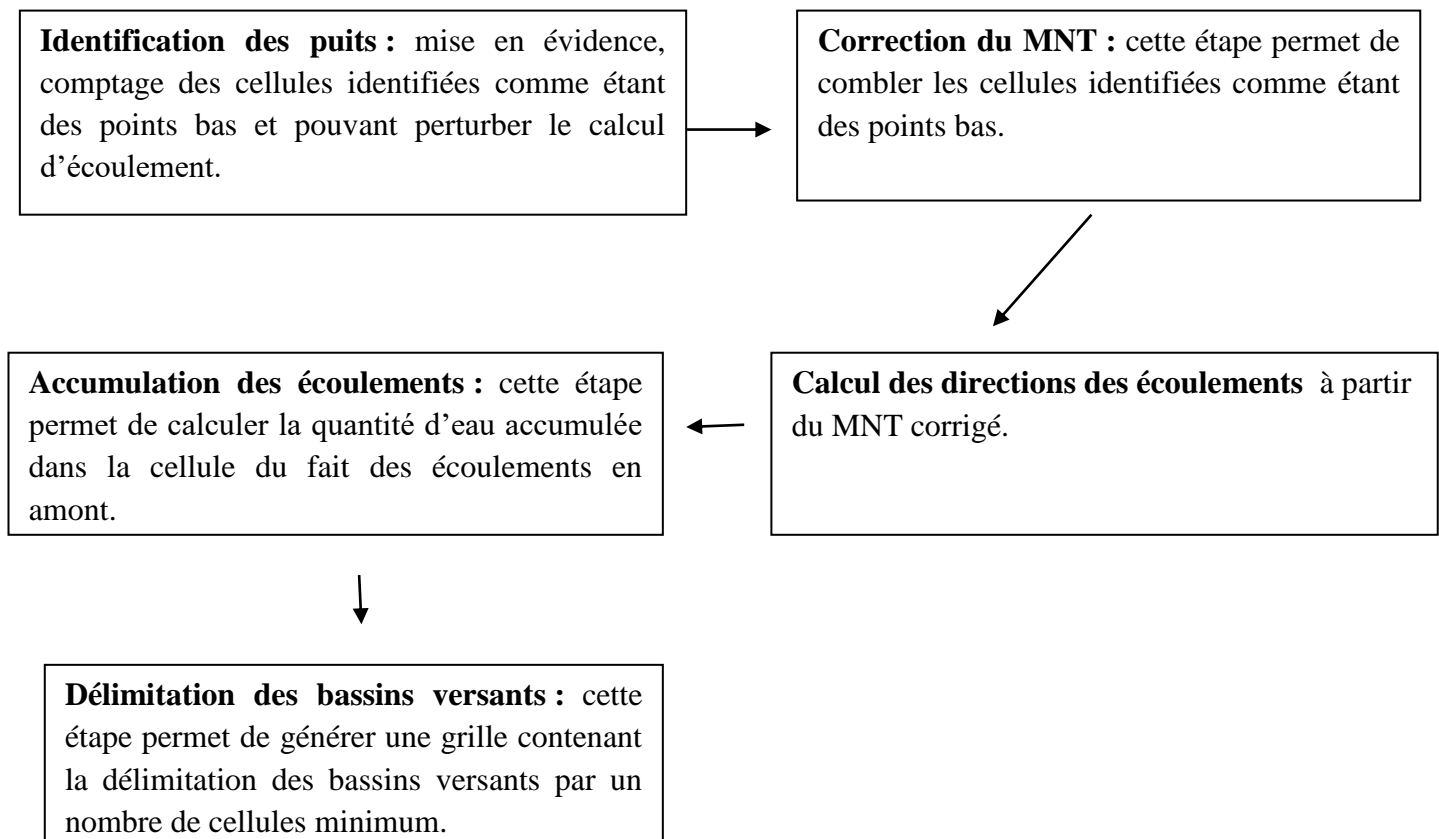 Identification des puits : mise en évidence,
comptage des cellules identifiées comme étant
des points bas et pouvant perturber le calcul
d’écoulement.
Correction du MNT : cette étape permet de
combler les cellules identifiées comme étant
des points bas.
Calcul des directions des écoulements à partir
du MNT corrigé.
Accumulation des écoulements : cette étape
permet de calculer la quantité d’eau accumulée
dans la cellule du fait des écoulements en
amont.
Délimitation des bassins versants : cette
étape permet de générer une grille contenant
la délimitation des bassins versants par un
nombre de cellules minimum.